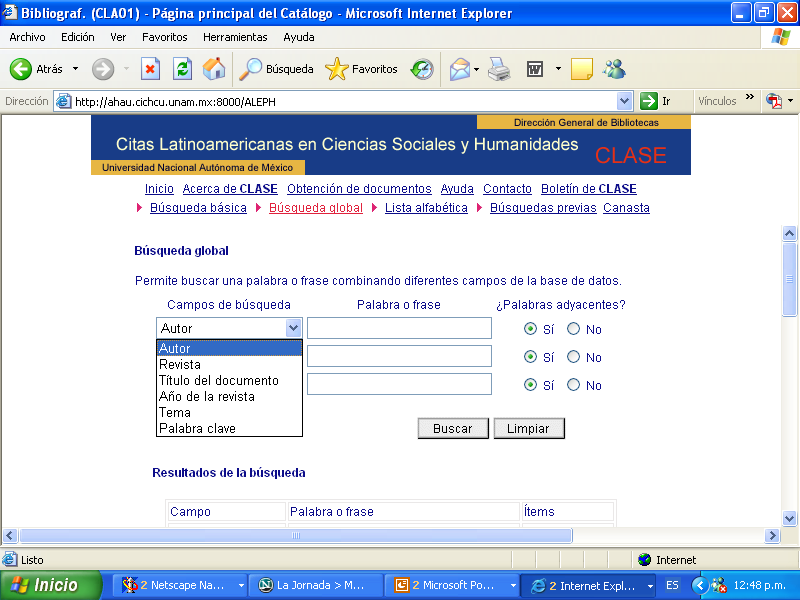 Bibliograf. (CLA01) - Página principal del Catálogo - Microsoft Internet Explorer
Archivo Edición Ver Favoritos Herramientas Ayuda
Atrás Búsqueda Favoritos
Dirección http://ahau.cichcu.unam.mx:8000/ALEPH Ir Vínculos »
Dirección General de Bibliotecas
Citas Latinoamericanas en Ciencias Sociales y Humanidades
CLASE
Universidad Nacional Autónoma de México
Inicio Acerca de CLASE Obtención de documentos Ayuda Contacto Boletín de CLASE
Búsqueda básica Búsqueda global Lista alfabética Búsquedas previas Canasta
Búsqueda global
Permite buscar una palabra o frase combinando diferentes campos de la base de datos.
Campos de búsqueda Palabra o frase ¿Palabras adyacentes?
Autor Sí No
Autor
Revista Sí No
Título del documento
Año de la revista Sí No
Tema
Palabra clave
Buscar Limpiar
Resultados de la búsqueda
Campo Palabra o frase Ítems
Listo Internet
Inicio 2 Netscape Na... La Jornada > M... 2 Microsoft Po... 2 Internet Expl... ES 12:48 p.m.